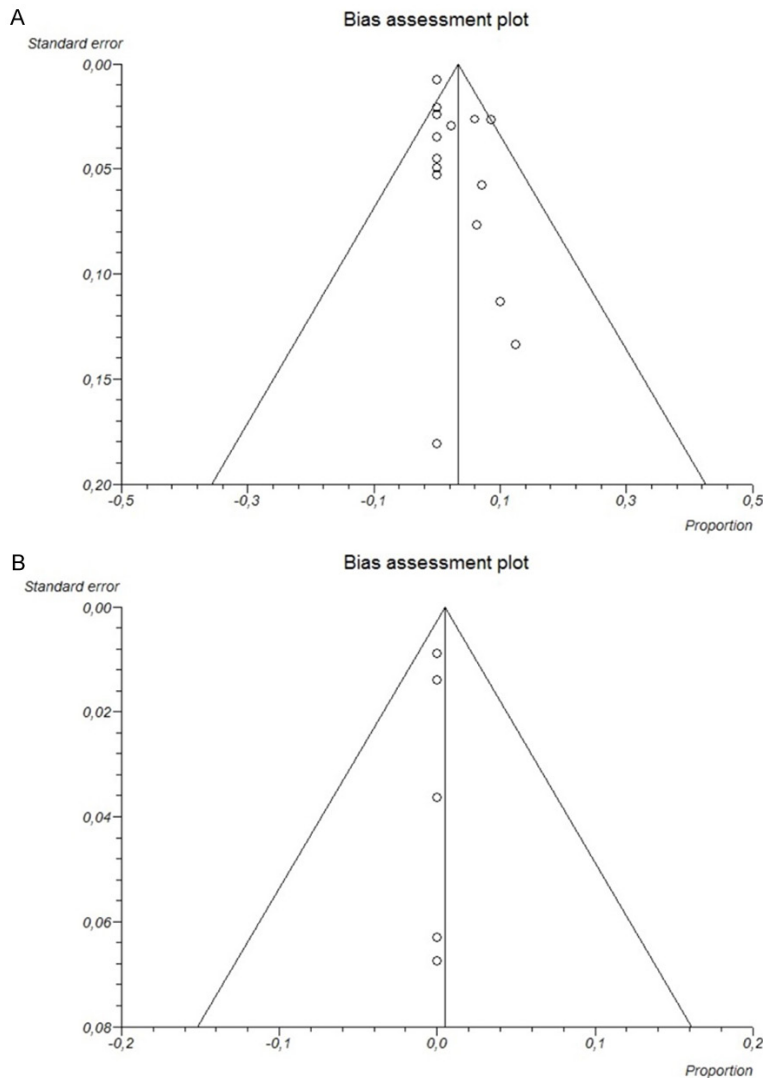 A
Bias assessment plot
Standard error
0,00
0,05
0,10
0,15
0,20
-0,5
-0,3
-0,1
0,1
0,3
0,5
Proportion
B
Bias assessment plot
Standard error
0,00
0,02
0,04
0,06
0,08
-0,2
-0,1
0,0
0,1
0,2
Proportion